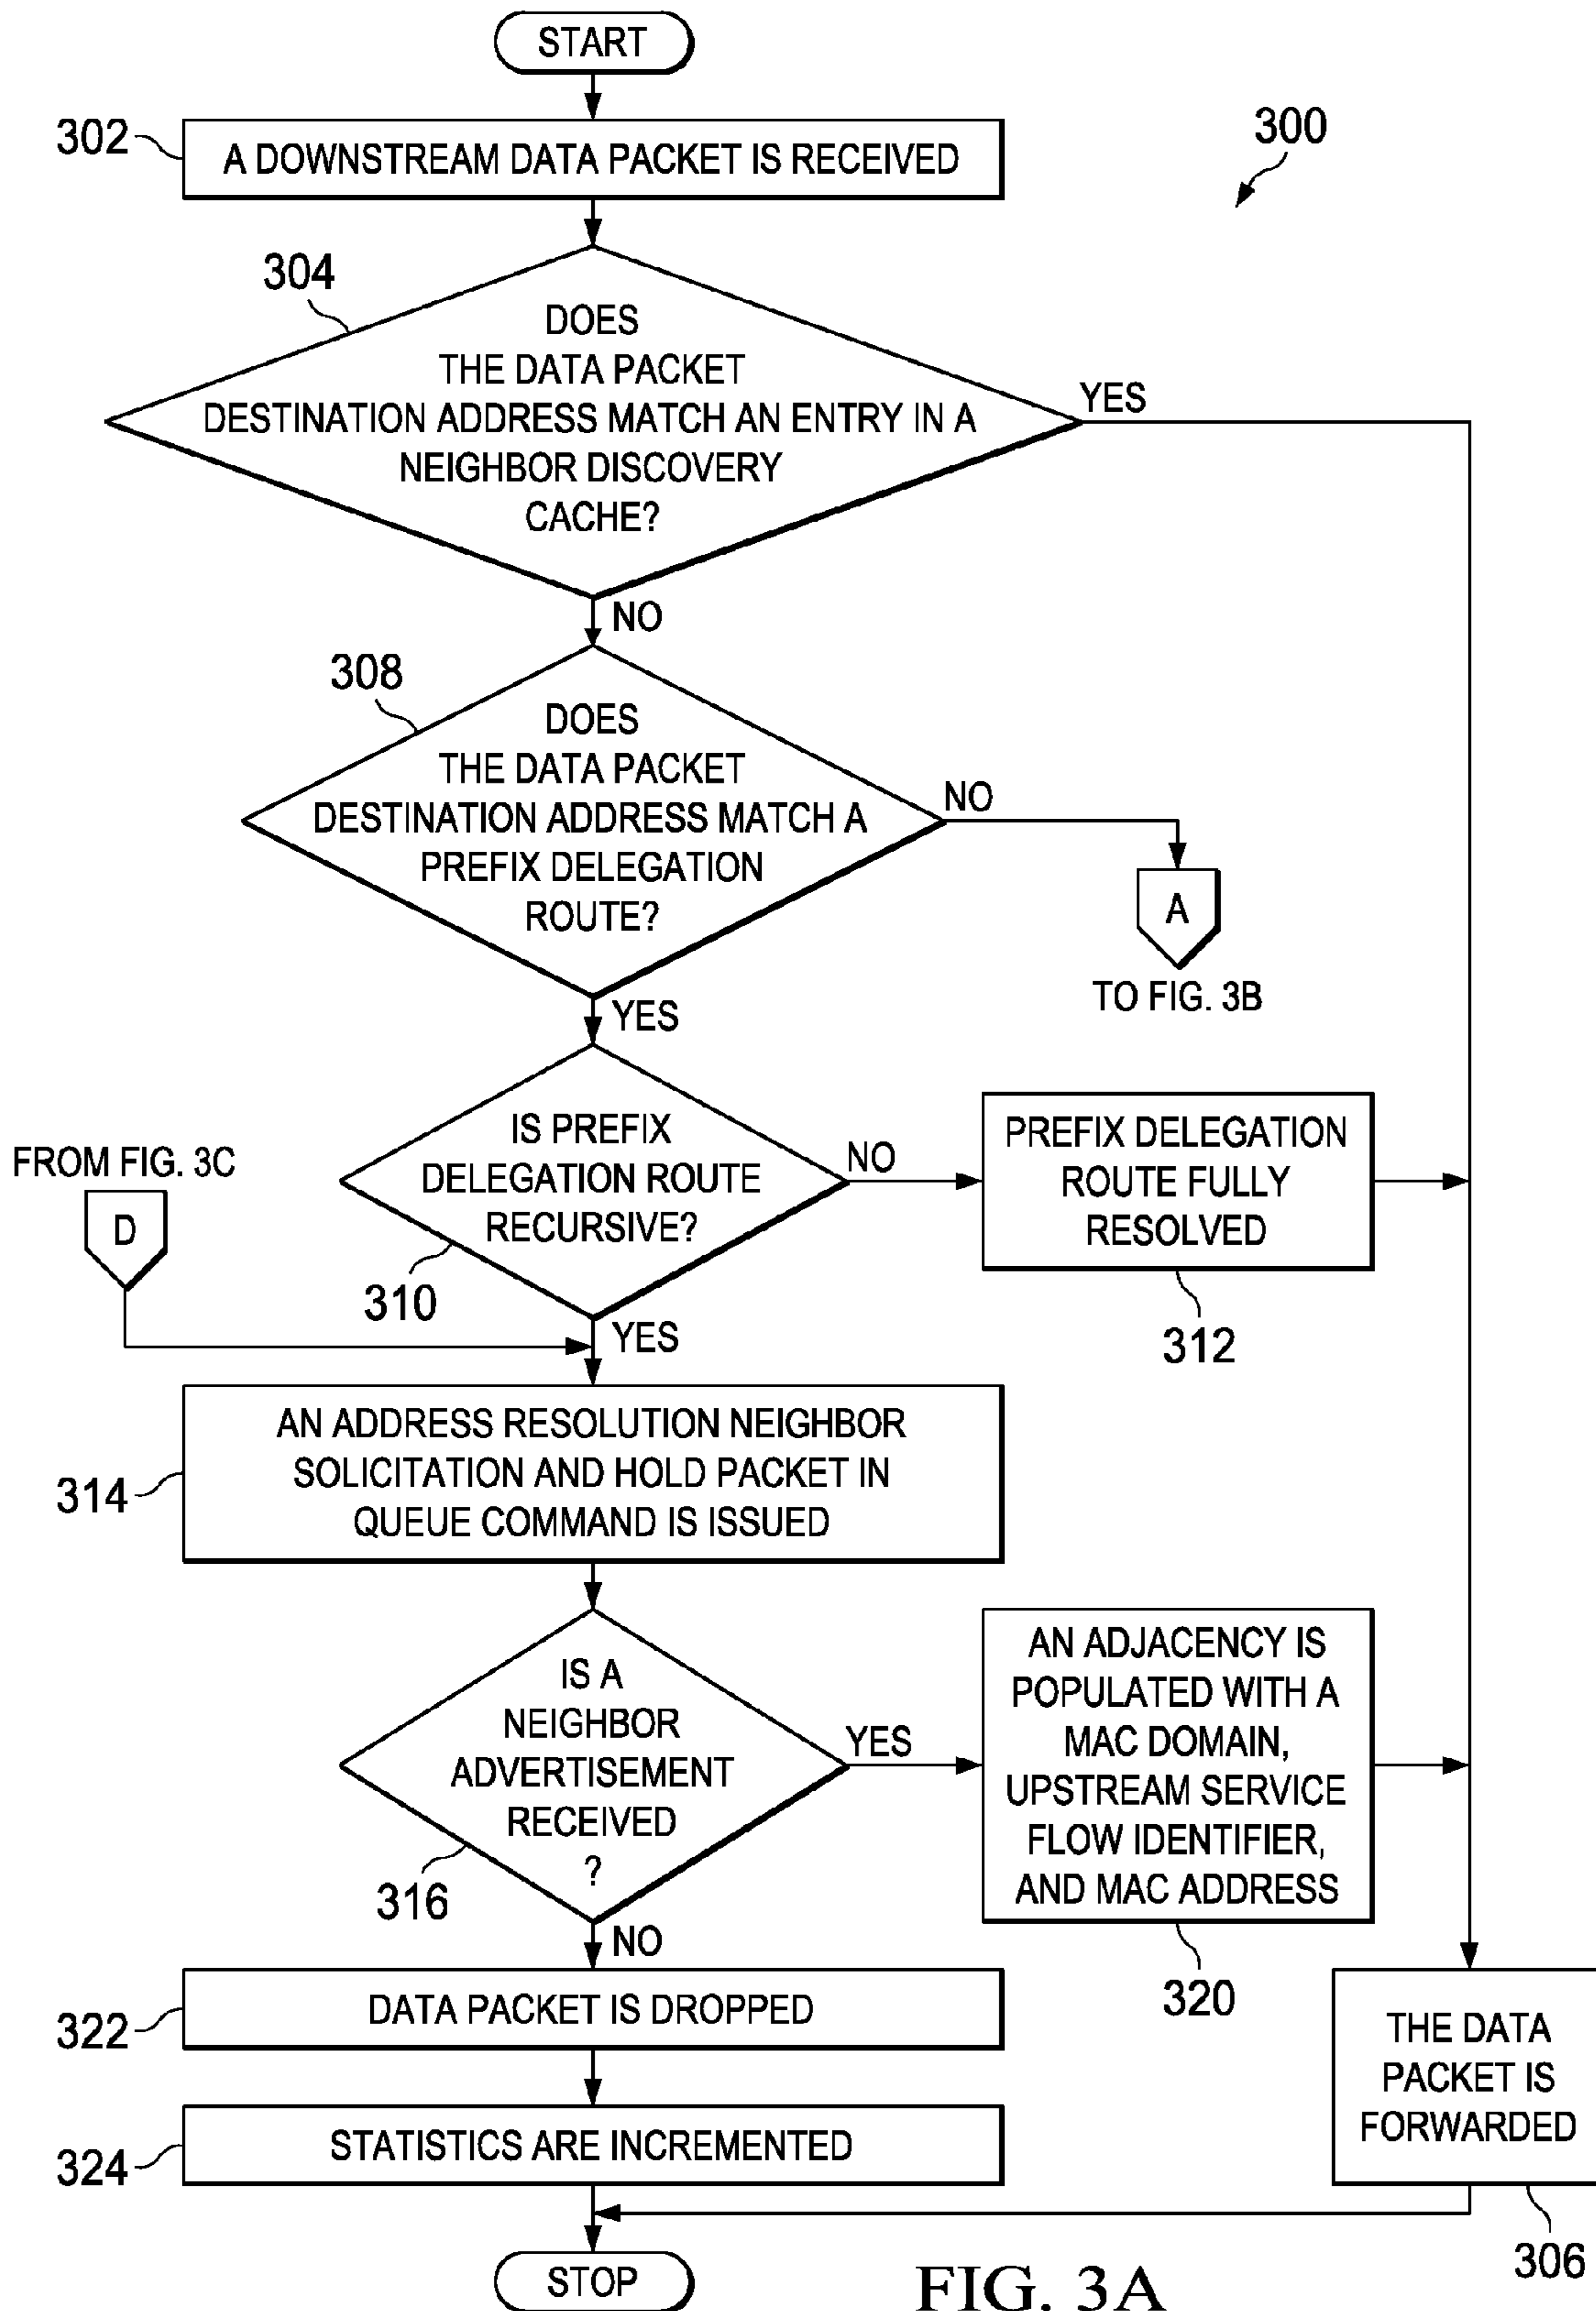 START
302
A DOWNSTREAM DATA PACKET IS RECEIVED
300
304
DOES
THE DATA PACKET
DESTINATION ADDRESS MATCH AN ENTRY IN A
NEIGHBOR DISCOVERY
CACHE?
YES
NO
308
DOES
THE DATA PACKET
DESTINATION ADDRESS MATCH A
PREFIX DELEGATION
ROUTE?
NO
A
TO FIG. 3B
YES
IS PREFIX
DELEGATION ROUTE
RECURSIVE?
310
NO
PREFIX DELEGATION
ROUTE FULLY
RESOLVED
312
FROM FIG. 3C
D
YES
314
AN ADDRESS RESOLUTION NEIGHBOR
SOLICITATION AND HOLD PACKET IN
QUEUE COMMAND IS ISSUED
IS A
NEIGHBOR
ADVERTISEMENT
RECEIVED
?
316
YES
AN ADJACENCY IS
POPULATED WITH A
MAC DOMAIN,
UPSTREAM SERVICE
FLOW IDENTIFIER,
AND MAC ADDRESS
320
NO
322
DATA PACKET IS DROPPED
324
STATISTICS ARE INCREMENTED
THE DATA
PACKET IS
FORWARDED
306
STOP
FIG. 3A